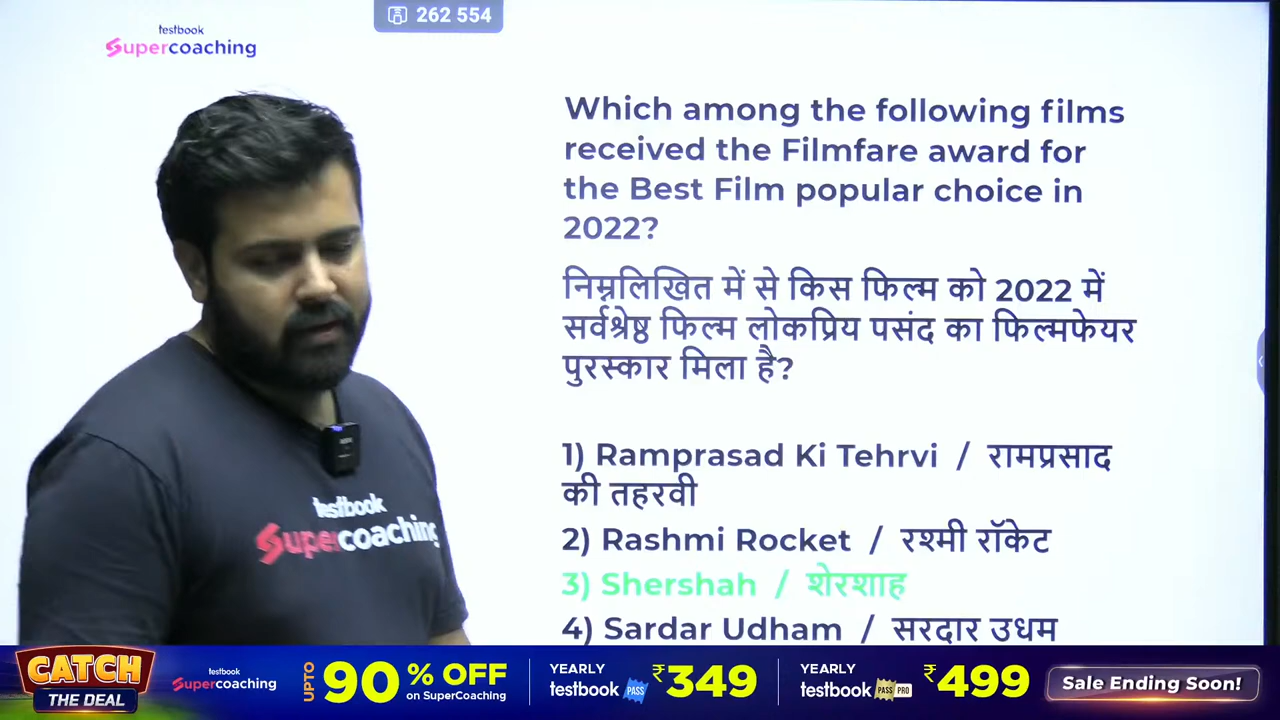 testbook
Supercoaching
262 554
Which among the following films
received the Filmfare award for
the Best Film popular choice in
2022?
निम्नलिखित में से किस फिल्म को 2022 में
सर्वश्रेष्ठ फिल्म लोकप्रिय पसंद का फिल्मफेयर
पुरस्कार मिला है?
1) Ramprasad Ki Tehrvi / रामप्रसाद
की तहरवी
2) Rashmi Rocket / रश्मी रॉकेट
3) Shershah / शेरशाह
4) Sardar Udham / सरदार उधम
testbook
Supercoaching
CATCH
THE DEAL
testbook
Supercoaching
UPTO 90% OFF
on SuperCoaching
YEARLY
testbook PASS
₹349
YEARLY
testbook PASS PRO
₹499
Sale Ending Soon!